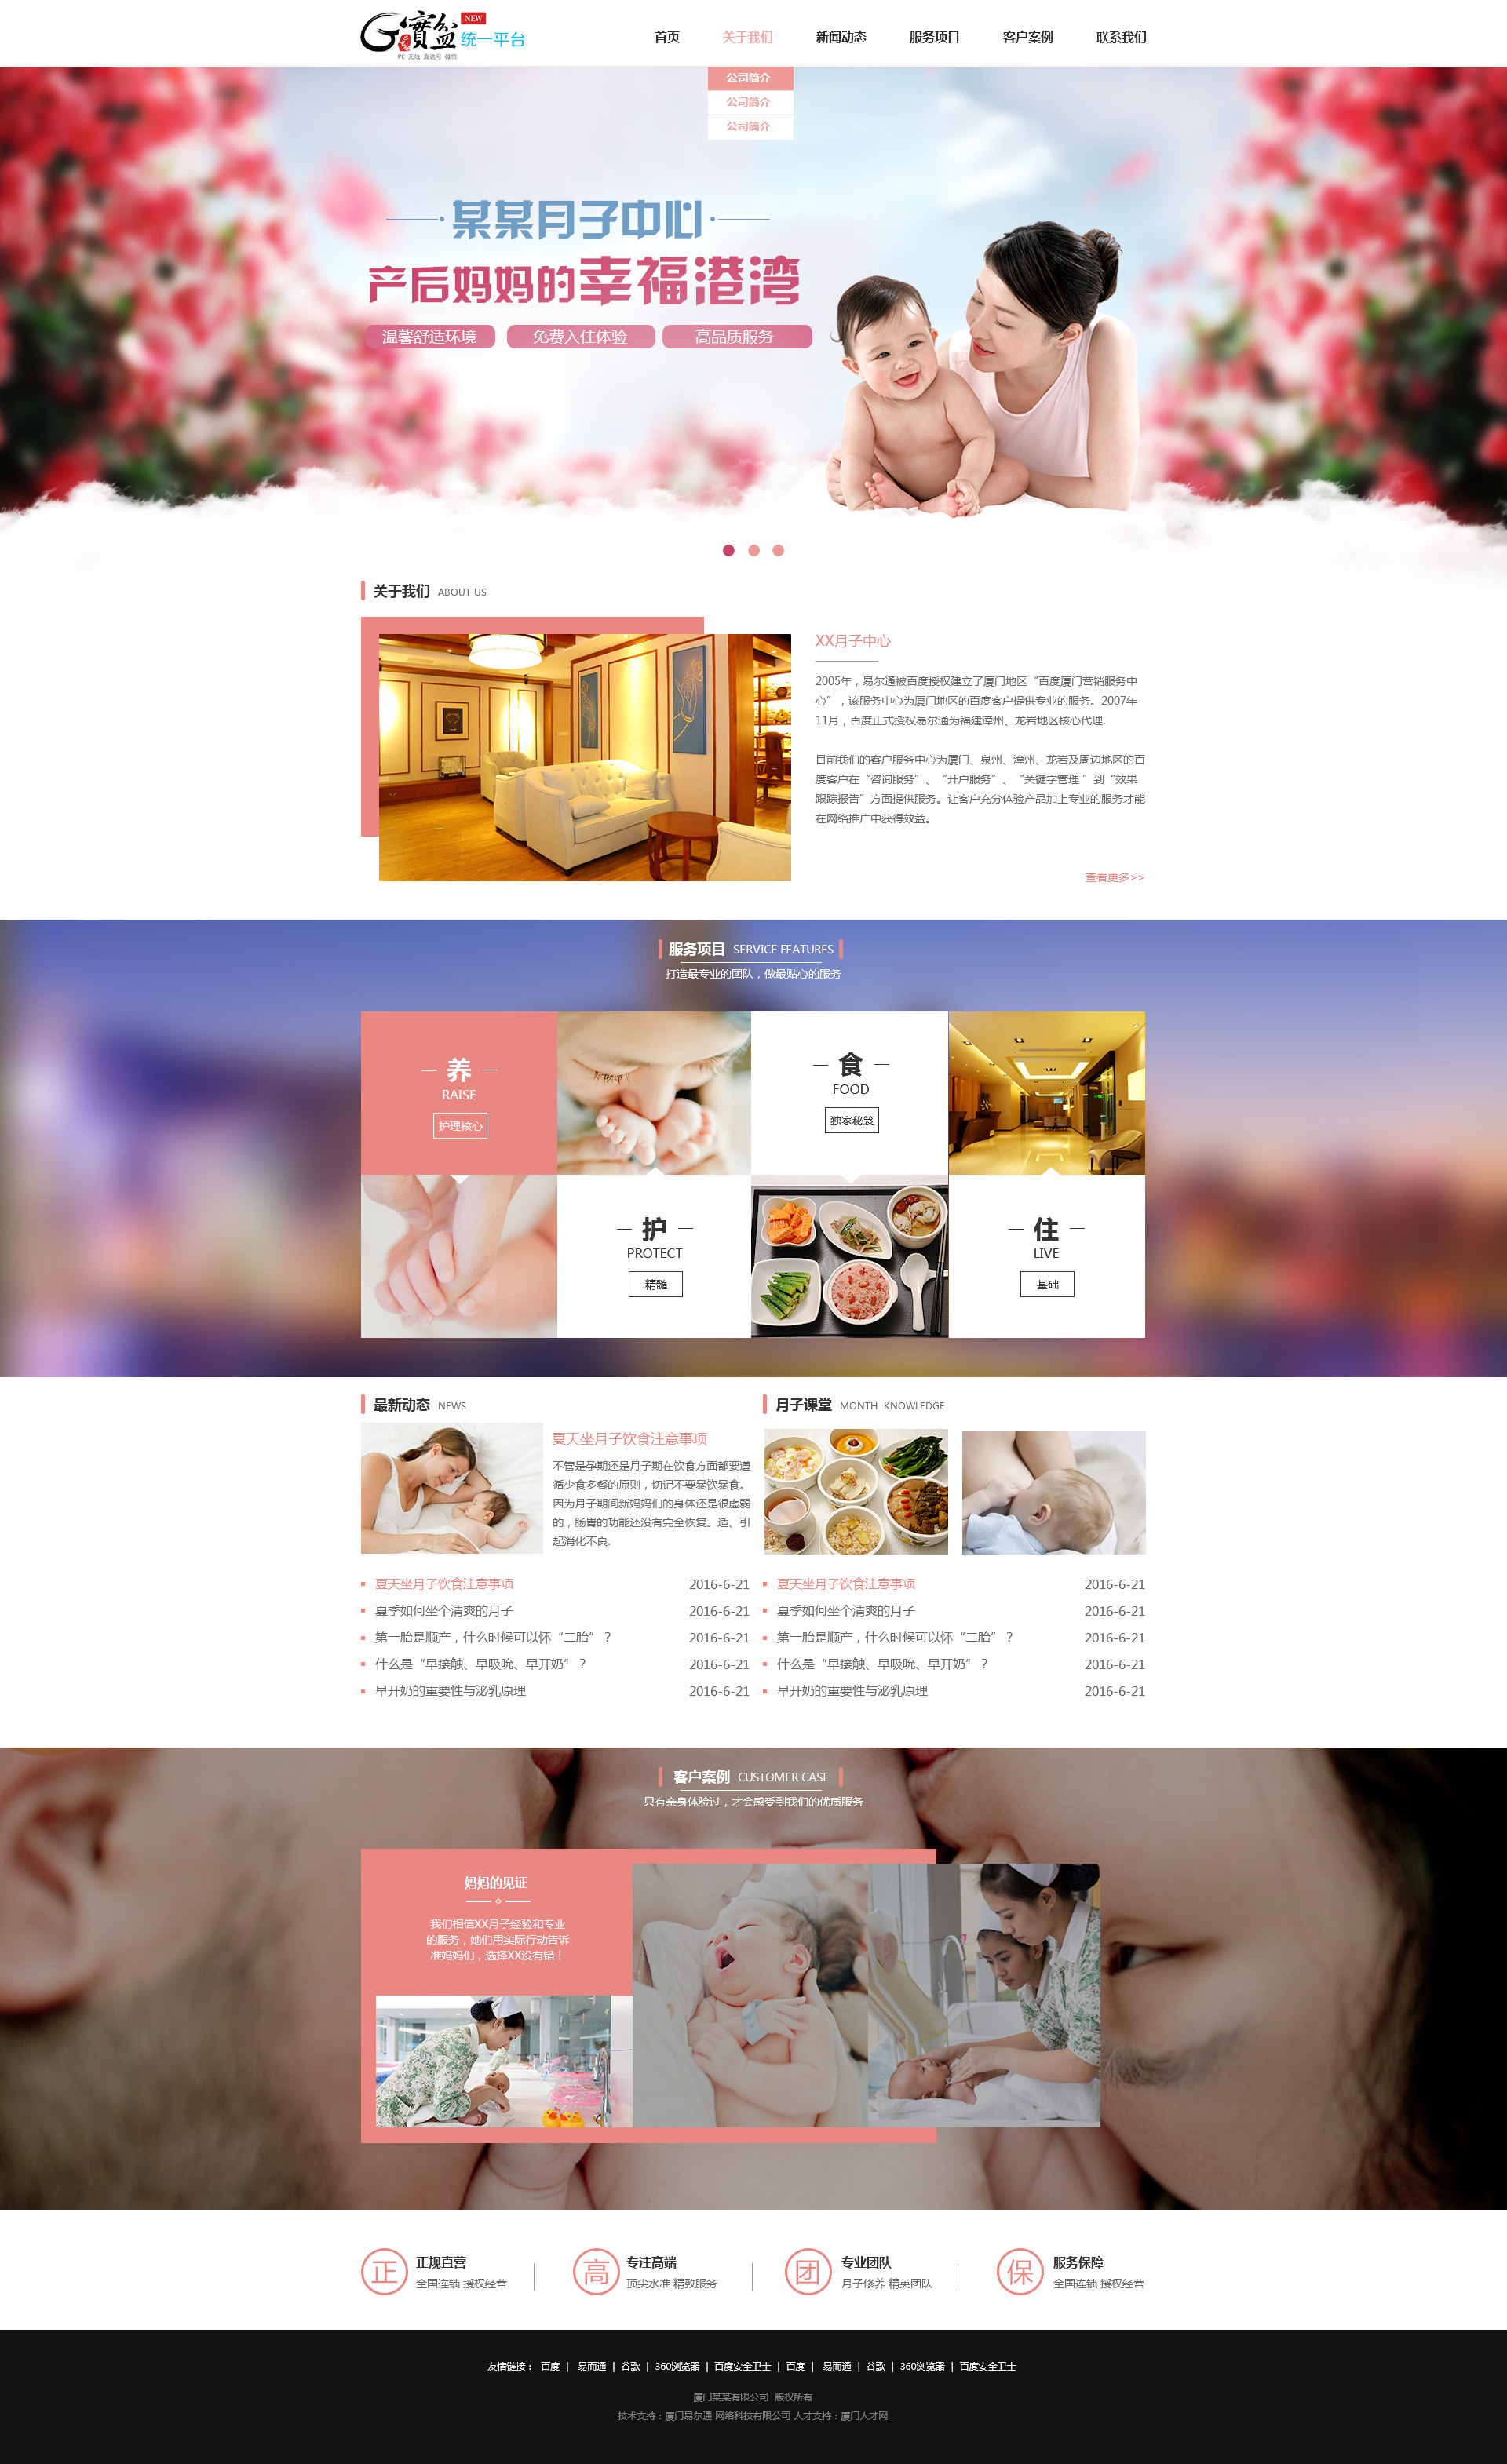 G寶盆
NEW
统一平台
PC 无线 直达号 微信
首页
关于我们
新闻动态
服务项目
客户案例
联系我们
公司简介
公司简介
公司简介
某某月子中心
产后妈妈的幸福港湾
温馨舒适环境
免费入住体验
高品质服务
关于我们 ABOUT US
XX月子中心
2005年，易尔通被百度授权建立了厦门地区“百度厦门营销服务中
心”，该服务中心为厦门地区的百度客户提供专业的服务。2007年
11月，百度正式授权易尔通为福建漳州、龙岩地区核心代理.
目前我们的客户服务中心为厦门、泉州、漳州、龙岩及周边地区的百
度客户在“咨询服务”、“开户服务”、“关键字管理 ”到“效果
跟踪报告”方面提供服务。让客户充分体验产品加上专业的服务才能
在网络推广中获得效益。
查看更多>>
服务项目 SERVICE FEATURES
打造最专业的团队，做最贴心的服务
养
RAISE
护理核心
食
FOOD
独家秘笈
护
PROTECT
精髓
住
LIVE
基础
最新动态 NEWS
夏天坐月子饮食注意事项
不管是孕期还是月子期在饮食方面都要遵
循少食多餐的原则，切记不要暴饮暴食。
因为月子期间新妈妈们的身体还是很虚弱
的，肠胃的功能还没有完全恢复。适、引
起消化不良.
夏天坐月子饮食注意事项 2016-6-21
夏季如何坐个清爽的月子 2016-6-21
第一胎是顺产，什么时候可以怀“二胎”？ 2016-6-21
什么是“早接触、早吸吮、早开奶”？ 2016-6-21
早开奶的重要性与泌乳原理 2016-6-21
月子课堂 MONTH KNOWLEDGE
夏天坐月子饮食注意事项 2016-6-21
夏季如何坐个清爽的月子 2016-6-21
第一胎是顺产，什么时候可以怀“二胎”？ 2016-6-21
什么是“早接触、早吸吮、早开奶”？ 2016-6-21
早开奶的重要性与泌乳原理 2016-6-21
客户案例 CUSTOMER CASE
只有亲身体验过，才会感受到我们的优质服务
妈妈的见证
我们相信XX月子经验和专业
的服务，她们用实际行动告诉
准妈妈们，选择XX没有错！
正
正规直营
全国连锁 授权经营
高
专注高端
顶尖水准 精致服务
团
专业团队
月子修养 精英团队
保
服务保障
全国连锁 授权经营
友情链接： 百度 | 易而通 | 谷歌 | 360浏览器 | 百度安全卫士 | 百度 | 易而通 | 谷歌 | 360浏览器 | 百度安全卫士
厦门某某有限公司 版权所有
技术支持：厦门易尔通 网络科技有限公司 人才支持：厦门人才网